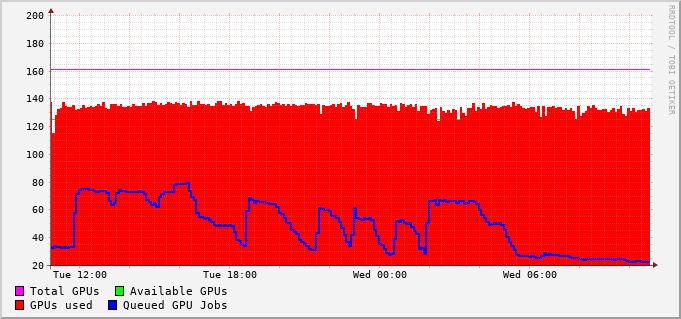 200
180
160
140
120
100
80
60
40
20
Tue 12:00 Tue 18:00 Wed 00:00 Wed 06:00
Total GPUs Available GPUs
GPUs used Queued GPU Jobs
RRDTOOL / TOBI OETIKER